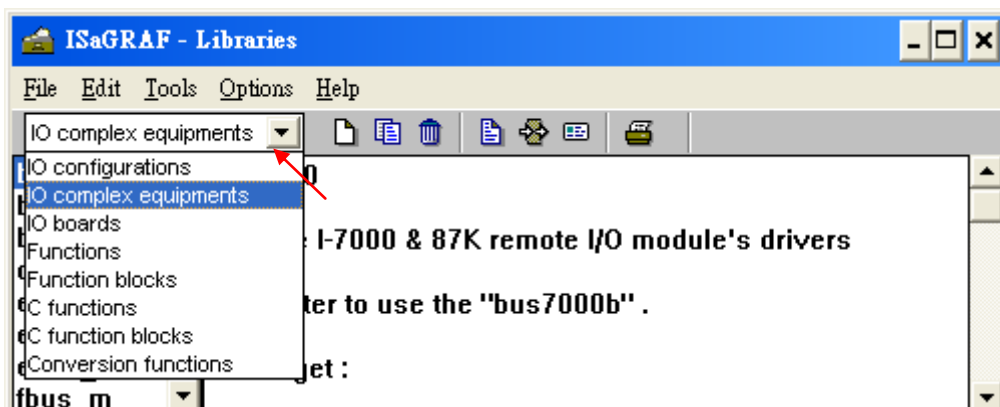 ISaGRAF - Libraries
File Edit Tools Options Help
IO complex equipments
IO configurations
IO complex equipments
IO boards
: I-7000 & 87K remote I/O module's drivers
Functions
Function blocks
C functions
ter to use the "bus7000b" .
C function blocks
Conversion functions
get :
fbus_m